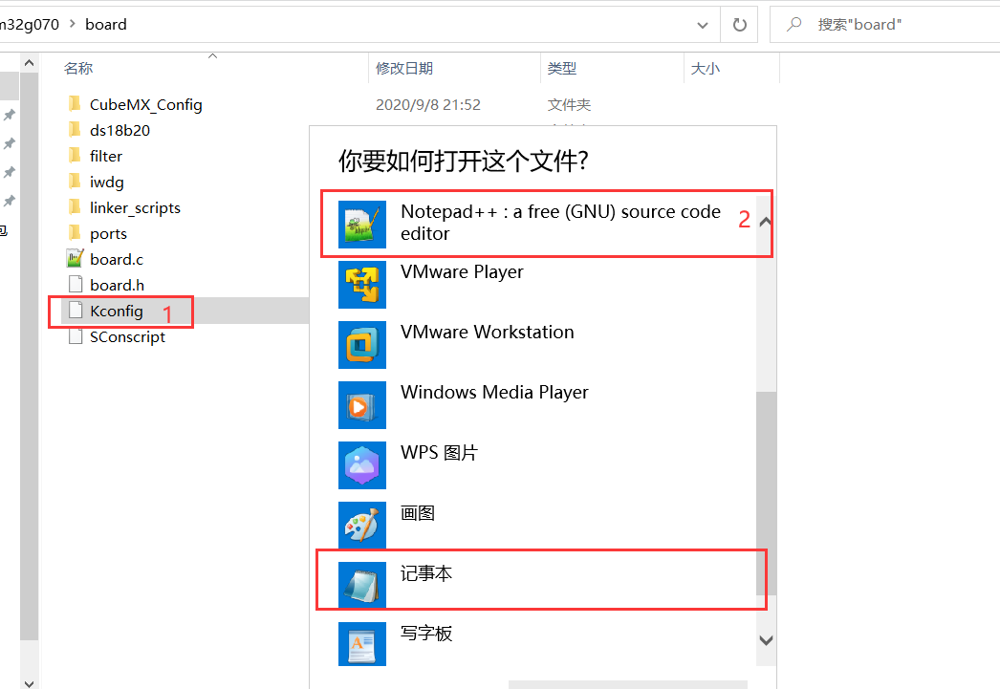 m32g070 > board
搜索"board"
名称
修改日期
类型
大小
CubeMX_Config
2020/9/8 21:52
文件夹
ds18b20
filter
iwdg
linker_scripts
ports
board.c
board.h
Kconfig
1
SConscript
你要如何打开这个文件?
Notepad++ : a free (GNU) source code
editor
2
VMware Player
VMware Workstation
Windows Media Player
WPS 图片
画图
记事本
写字板